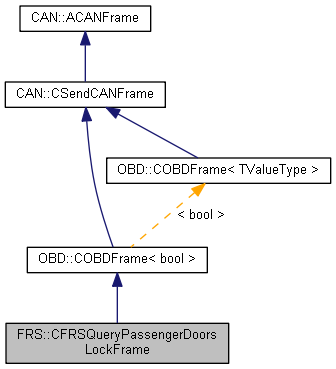 CAN::ACANFrame
CAN::CSendCANFrame
OBD::COBDFrame< TValueType >
< bool >
OBD::COBDFrame< bool >
FRS::CFRSQueryPassengerDoors
LockFrame